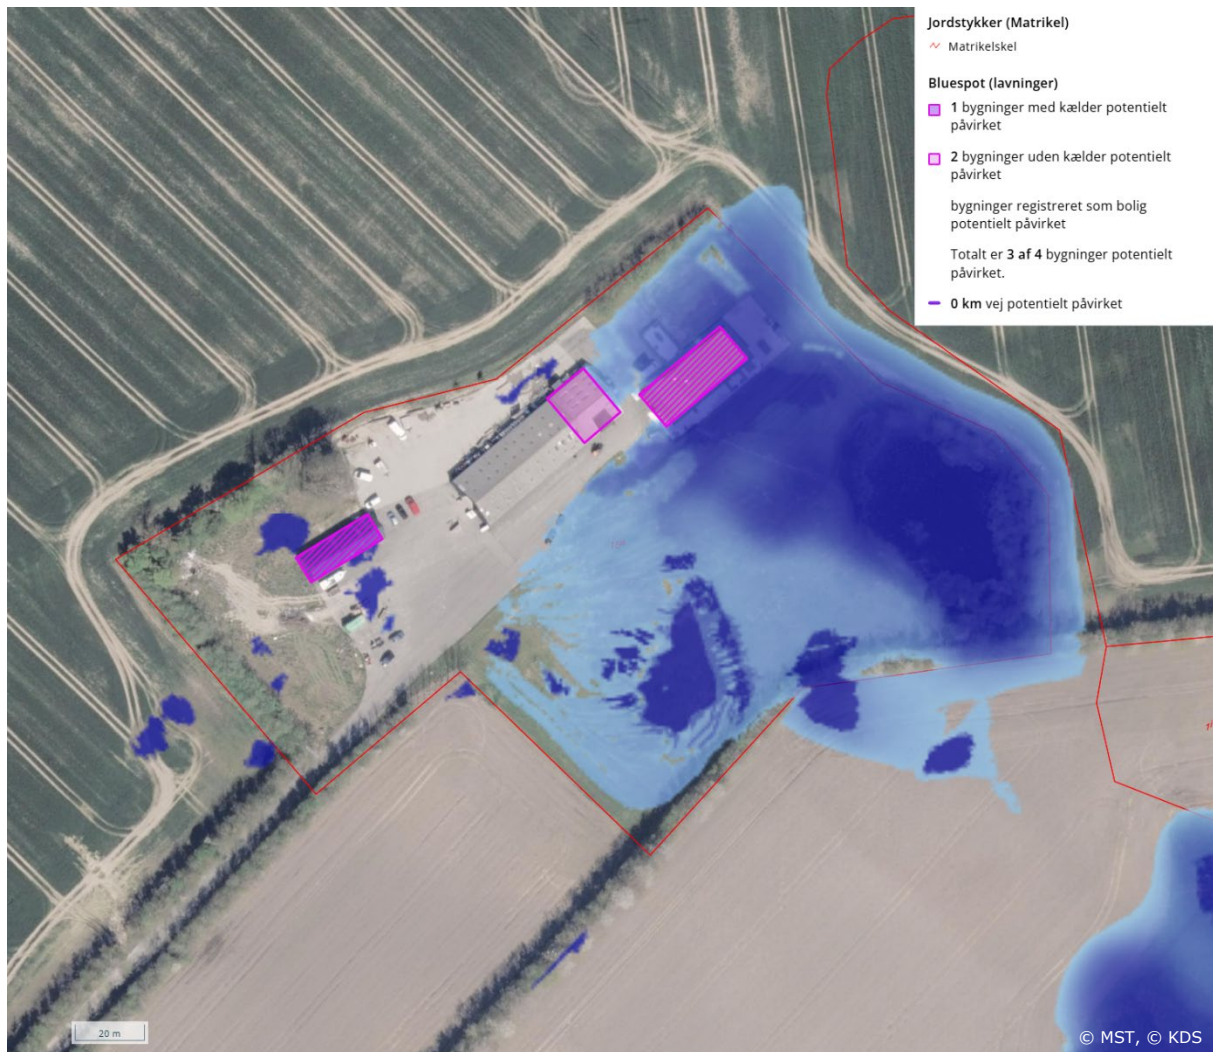 Jordstykker (Matrikel)
Matrikelskel
Bluespot (lavninger)
1 bygninger med kælder potentielt
påvirket
2 bygninger uden kælder potentielt
påvirket
bygninger registreret som bolig
potentielt påvirket
Totalt er 3 af 4 bygninger potentielt
påvirket.
0 km vej potentielt påvirket
20 m
© MST, © KDS